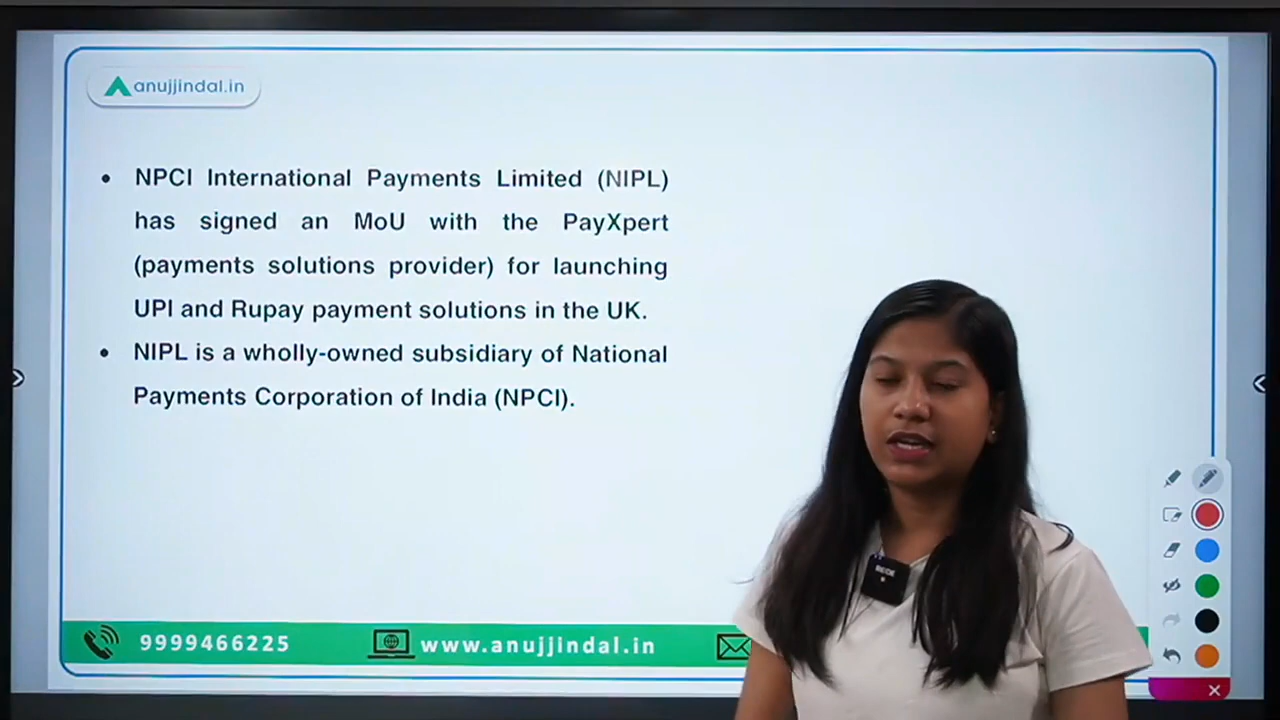 anujjindal.in
• NPCI International Payments Limited (NIPL)
has signed an MoU with the PayXpert
(payments solutions provider) for launching
UPI and Rupay payment solutions in the UK.
• NIPL is a wholly-owned subsidiary of National
Payments Corporation of India (NPCI).
9999466225 www.anujjindal.in